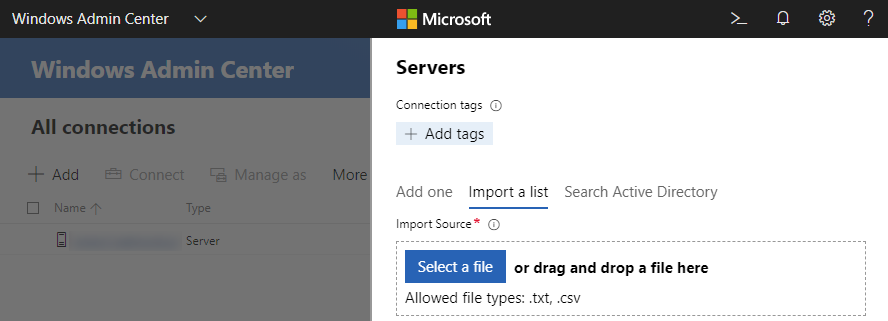 Windows Admin Center
Microsoft
Windows Admin Center
All connections
Add Connect Manage as More
Name Type
Server
Servers
Connection tags
+ Add tags
Add one Import a list Search Active Directory
Import Source*
Select a file or drag and drop a file here
Allowed file types: .txt, .csv